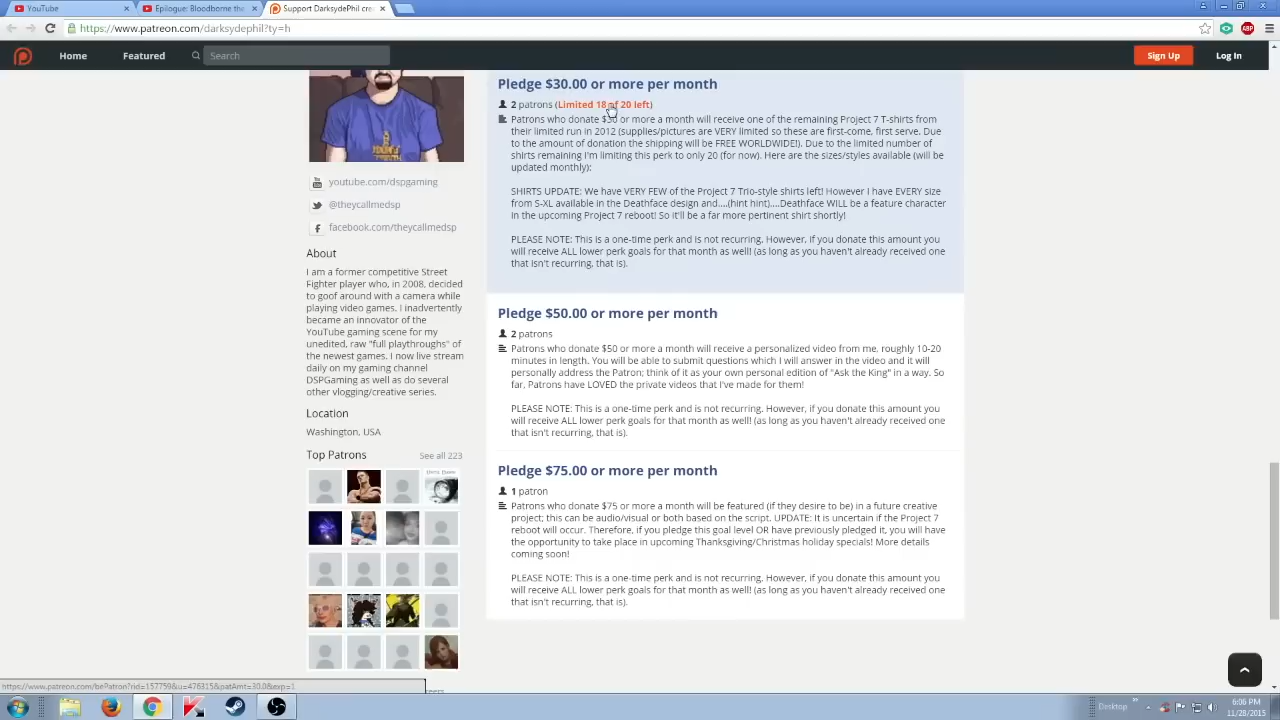 YouTube
Epilogue: Bloodborne the
Support DarksydePhil crea
https://www.patreon.com/darksydephil?ty=h
Home
Featured
Search
Sign Up
Log In
youtube.com/dspgaming
@theycallmedsp
facebook.com/theycallmedsp
About
I am a former competitive Street
Fighter player who, in 2008, decided
to goof around with a camera while
playing video games. I inadvertently
became an innovator of the
YouTube gaming scene for my
unedited, raw "full playthroughs" of
the newest games. I now live stream
daily on my gaming channel
DSPGaming as well as do several
other vlogging/creative series.
Location
Washington, USA
Top Patrons
See all 223
Pledge $30.00 or more per month
2 patrons (Limited 18 of 20 left)
Patrons who donate $30 or more a month will receive one of the remaining Project 7 T-shirts from
their limited run in 2012 (supplies/pictures are VERY limited so these are first-come, first serve. Due
to the amount of donation the shipping will be FREE WORLDWIDE!). Due to the limited number of
shirts remaining I'm limiting this perk to only 20 (for now). Here are the sizes/styles available (will be
updated monthly):
SHIRTS UPDATE: We have VERY FEW of the Project 7 Trio-style shirts left! However I have EVERY size
from S-XL available in the Deathface design and....(hint hint)....Deathface WILL be a feature character
in the upcoming Project 7 reboot! So it'll be a far more pertinent shirt shortly!
PLEASE NOTE: This is a one-time perk and is not recurring. However, if you donate this amount you
will receive ALL lower perk goals for that month as well! (as long as you haven't already received one
that isn't recurring, that is).
Pledge $50.00 or more per month
2 patrons
Patrons who donate $50 or more a month will receive a personalized video from me, roughly 10-20
minutes in length. You will be able to submit questions which I will answer in the video and it will
personally address the Patron; think of it as your own personal edition of "Ask the King" in a way. So
far, Patrons have LOVED the private videos that I've made for them!
PLEASE NOTE: This is a one-time perk and is not recurring. However, if you donate this amount you
will receive ALL lower perk goals for that month as well! (as long as you haven't already received one
that isn't recurring, that is).
Pledge $75.00 or more per month
1 patron
Patrons who donate $75 or more a month will be featured (if they desire to be) in a future creative
project; this can be audio/visual or both based on the script. UPDATE: It is uncertain if the Project 7
reboot will occur. Therefore, if you pledge this goal level OR have previously pledged it, you will have
the opportunity to take place in upcoming Thanksgiving/Christmas holiday specials! More details
coming soon!
PLEASE NOTE: This is a one-time perk and is not recurring. However, if you donate this amount you
will receive ALL lower perk goals for that month as well! (as long as you haven't already received one
that isn't recurring, that is).
https://www.patreon.com/bePatron?rid=157759&u=476315&patAmt=30.0&exp=1
Desktop
6:06 PM
11/28/2015